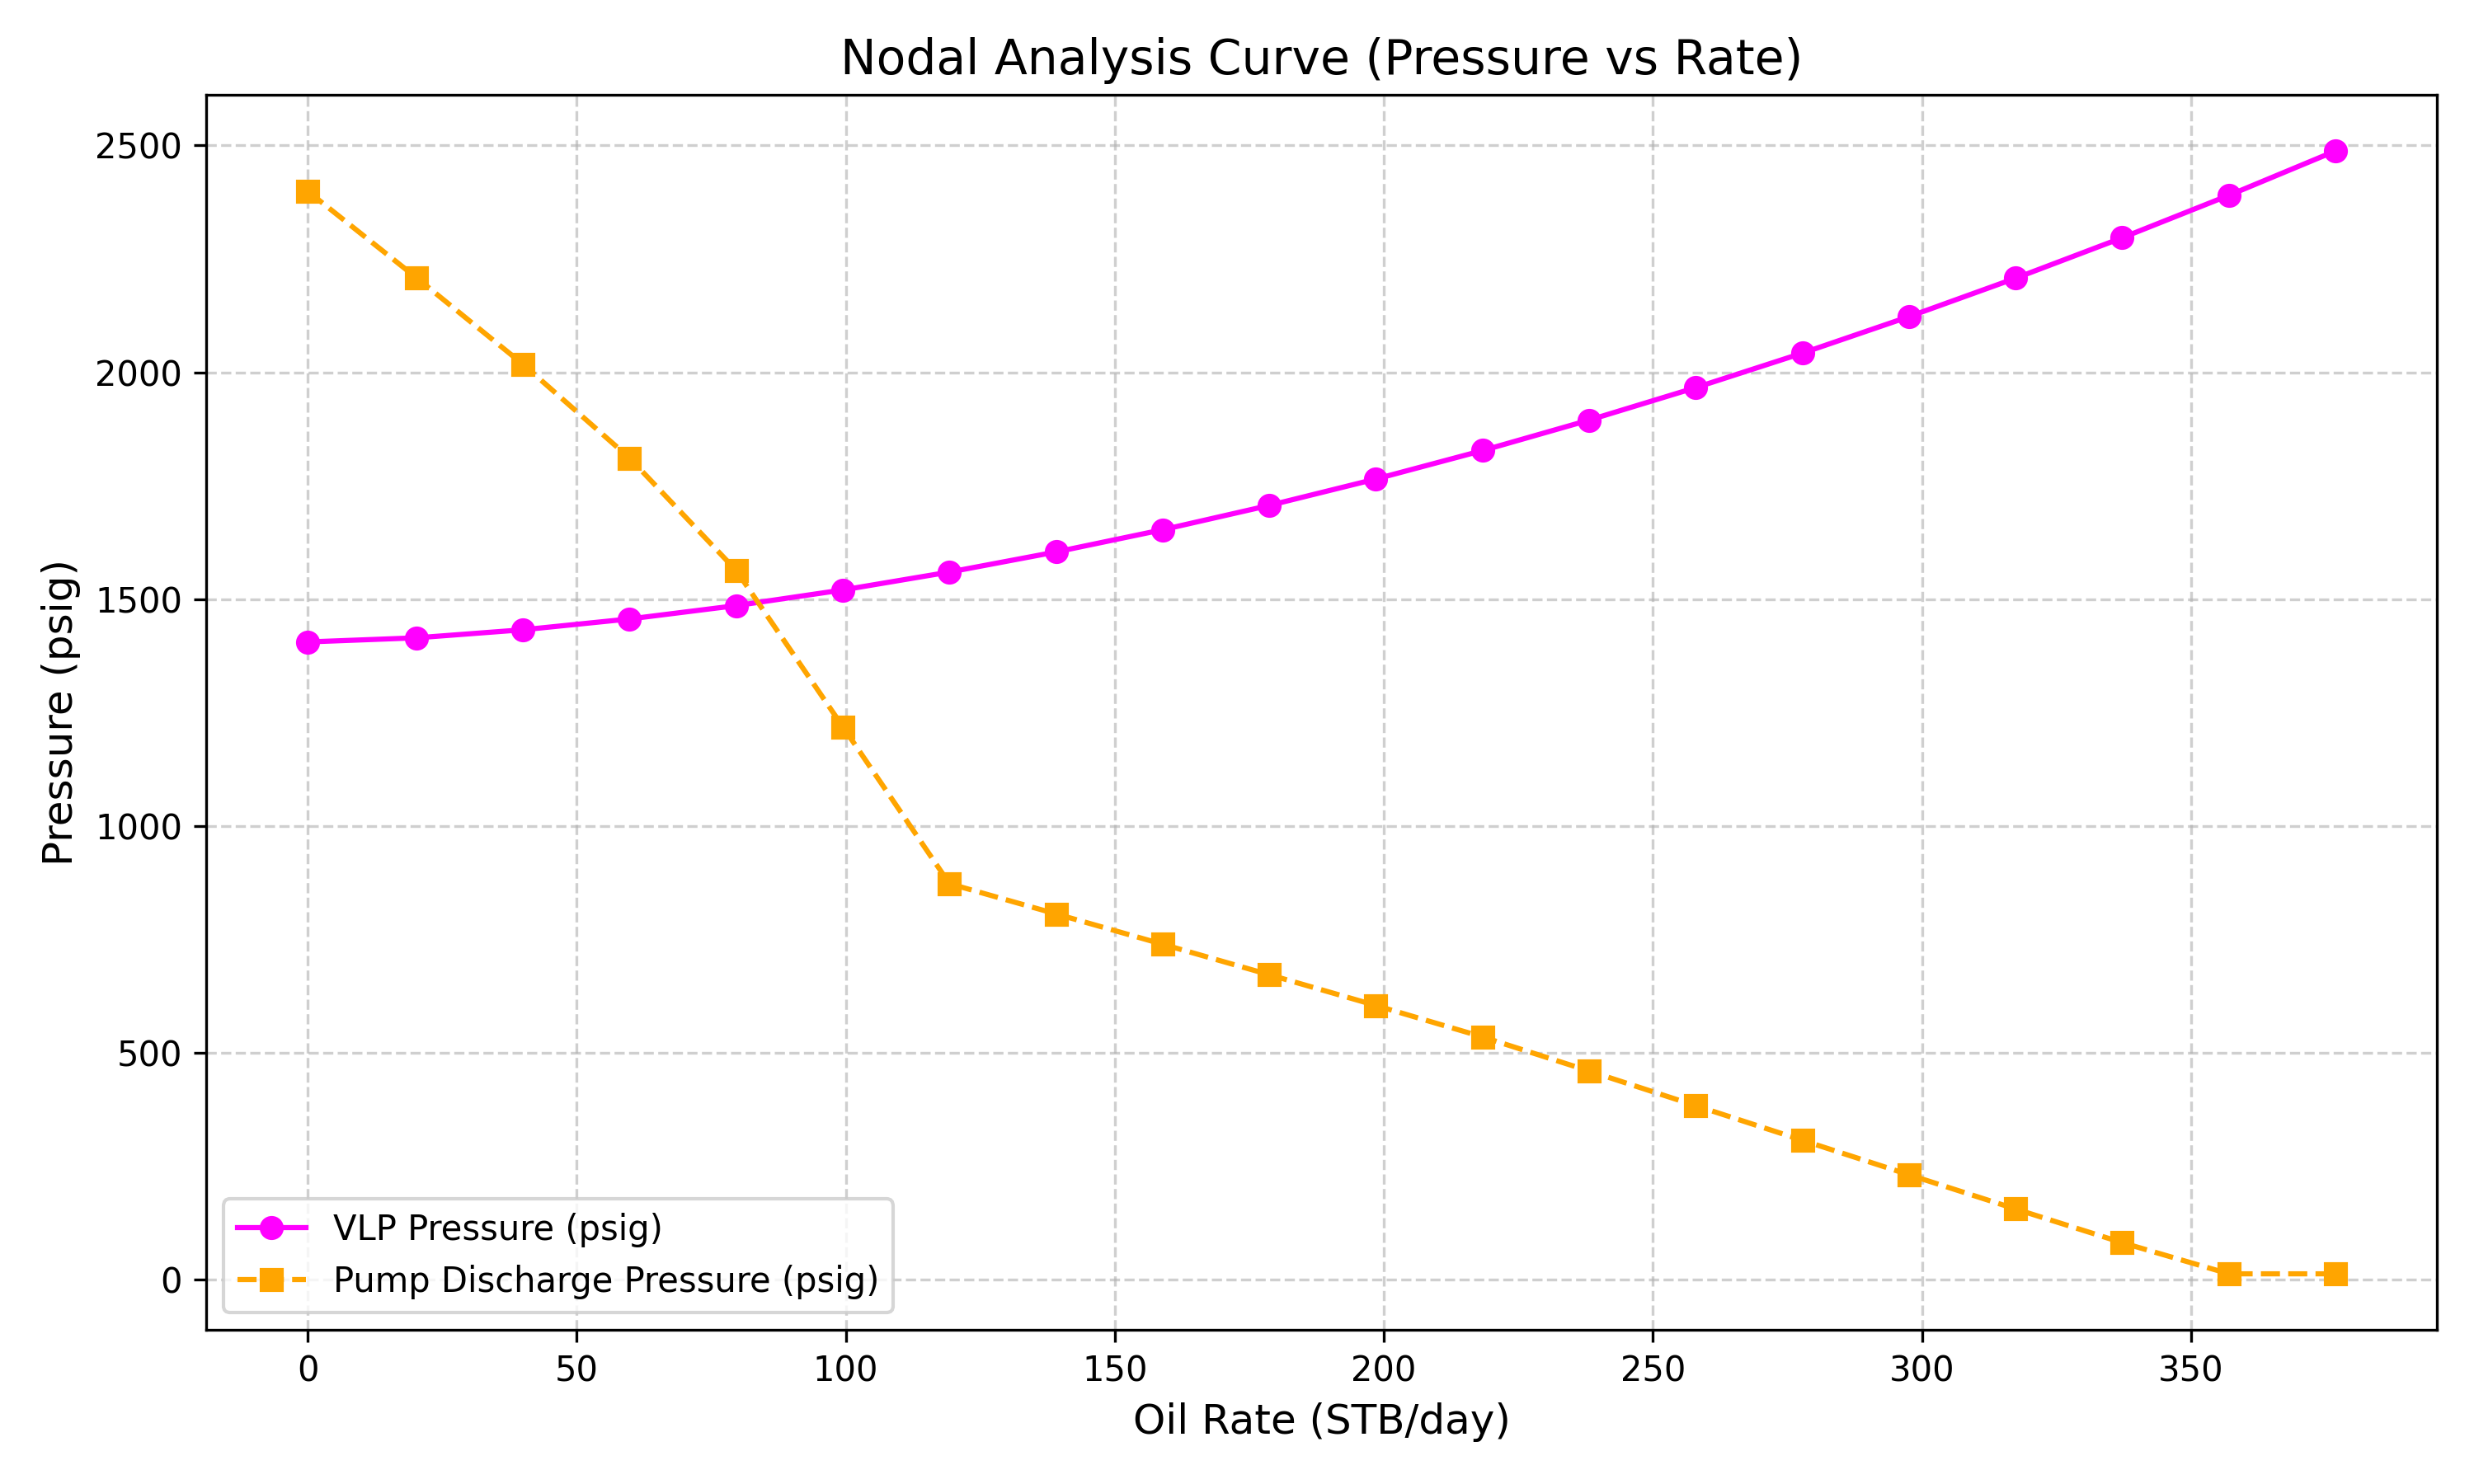 Nodal Analysis Curve (Pressure vs Rate)
2500
2000
1500
1000
500
0
Pressure (psig)
VLP Pressure (psig)
Pump Discharge Pressure (psig)
0 50 100 150 200 250 300 350
Oil Rate (STB/day)